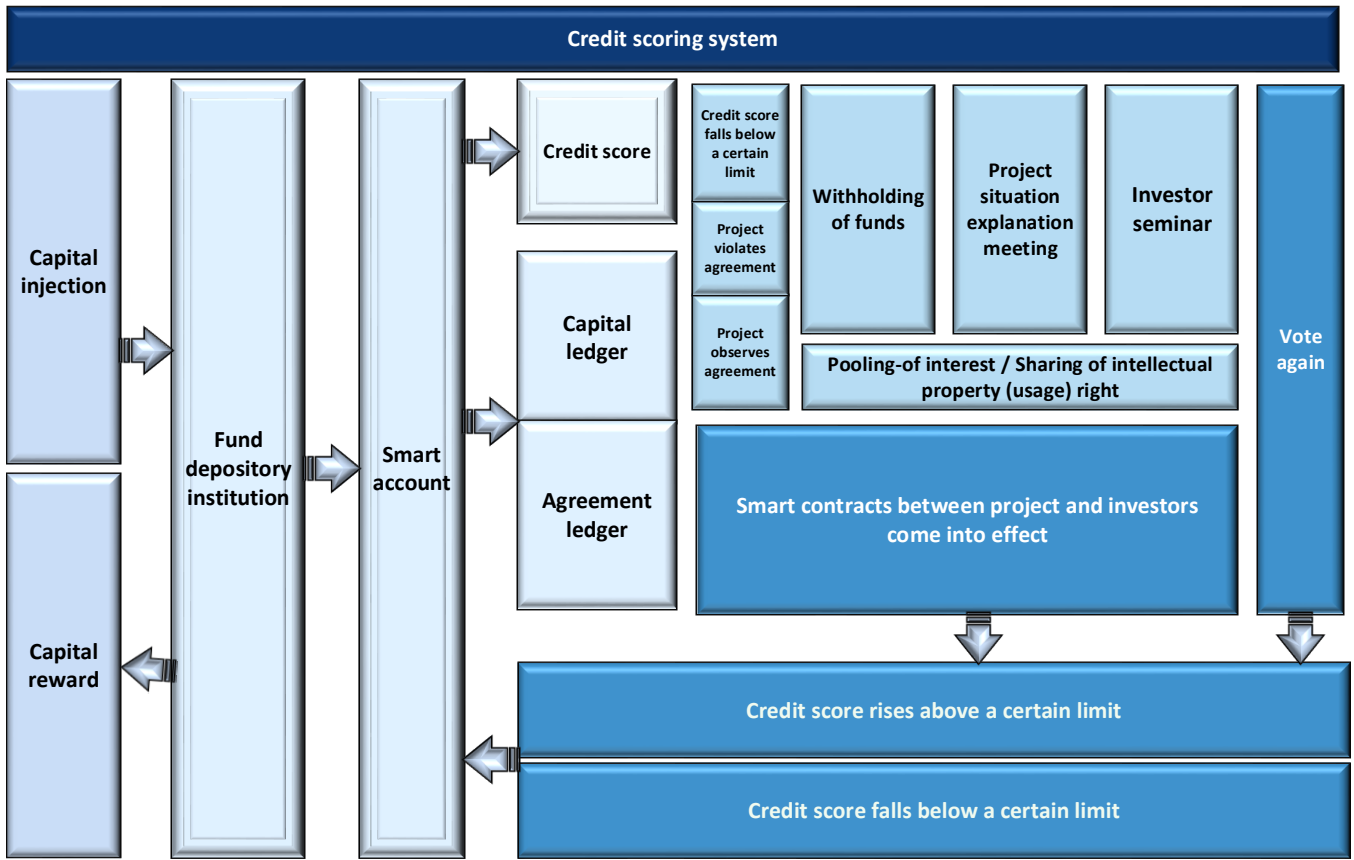 Credit scoring system
Capital
injection
Capital
reward
Fund
depository
institution
Smart
account
Credit score
Capital
ledger
Agreement
ledger
Credit score
falls below
a certain
limit
Project
violates
agreement
Project
observes
agreement
Withholding
of funds
Project
situation
explanation
meeting
Investor
seminar
Pooling-of interest / Sharing of intellectual
property (usage) right
Vote
again
Smart contracts between project and investors
come into effect
Credit score rises above a certain limit
Credit score falls below a certain limit